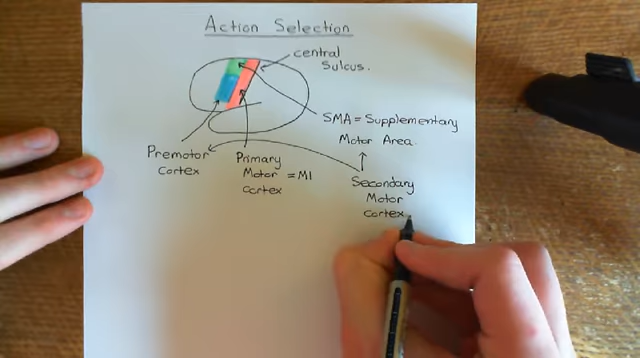 Action Selection
central
Sulcus.
SMA = Supplementary
Motor Area.
Premotor
cortex
Primary
Motor = M1
cortex
Secondary
Motor
cortex.